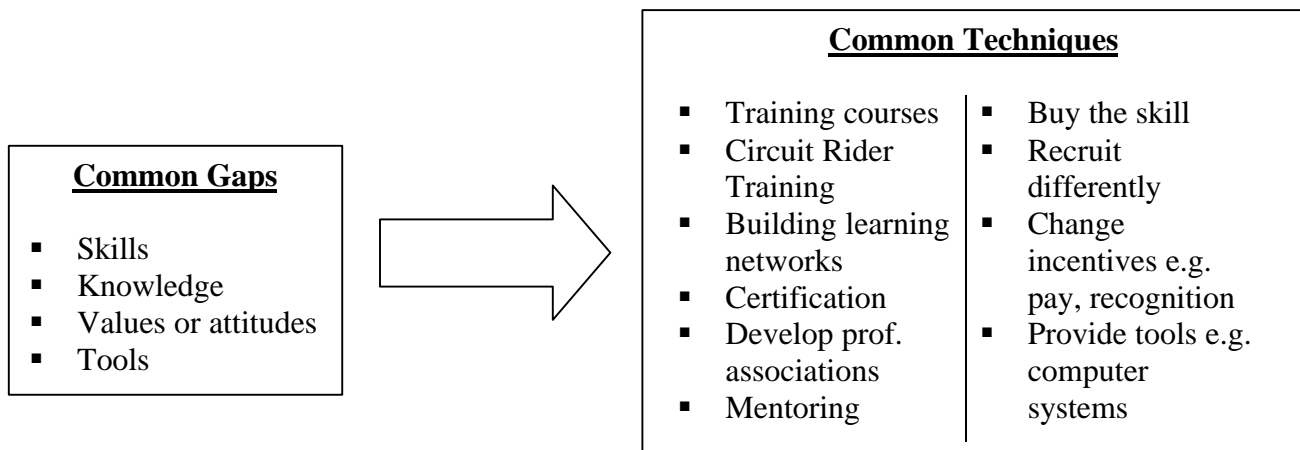 Common Gaps
▪ Skills
▪ Knowledge
▪ Values or attitudes
▪ Tools
Common Techniques
▪ Training courses
▪ Circuit Rider
Training
▪ Building learning
networks
▪ Certification
▪ Develop prof.
associations
▪ Mentoring
▪ Buy the skill
▪ Recruit
differently
▪ Change
incentives e.g.
pay, recognition
▪ Provide tools e.g.
computer
systems